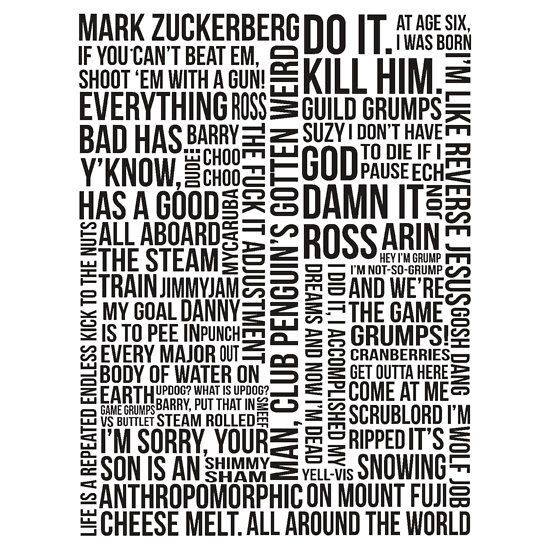 MARK ZUCKERBERG
IF YOU CAN'T BEAT EM,
SHOOT 'EM WITH A GUN!
EVERYTHING
ROSS
BAD HAS
BARRY
Y'KNOW,
DUDE!
CHOO
CHOO
HAS A GOOD
MYCARUBA
ALL ABOARD
THE STEAM
TRAIN
JIMMYJAM
MY GOAL
DANNY
IS TO PEE IN
PUNCH
EVERY MAJOR
OUT
BODY OF WATER ON
EARTH
UPDOG? WHAT IS UPDOG?
GAME GRUMPS
VS BUTTLET
BARRY, PUT THAT IN
STEAM ROLLED
SMEEF
I'M SORRY, YOUR
SON IS AN
SHIMMY
SHAM
ANTHROPOMORPHIC
CHEESE MELT.
LIFE IS A REPEATED ENDLESS KICK TO THE NUTS
THE FUCK IT ADJUSTMENT
MAN, CLUB PENGUIN'S GOTTEN WEIRD
DO IT.
KILL HIM.
AT AGE SIX,
I WAS BORN
GUILD GRUMPS
SUZY
I DON'T HAVE
TO DIE IF I
PAUSE
ECH
GOD
DAMN IT
ROSS
NO!
ARIN
HEY I'M GRUMP
I'M NOT-SO-GRUMP
AND WE'RE
THE GAME
GRUMPS!
CRANBERRIES
GET OUTTA HERE
COME AT ME
SCRUBLORD I'M
RIPPED
IT'S
SNOWING
ON MOUNT FUJI
ALL AROUND THE WORLD
I DID IT, I ACCOMPLISHED MY
DREAMS AND NOW I'M DEAD
YELL-VIS
I'M LIKE REVERSE JESUS
GOSH DANG
WOLF JOB